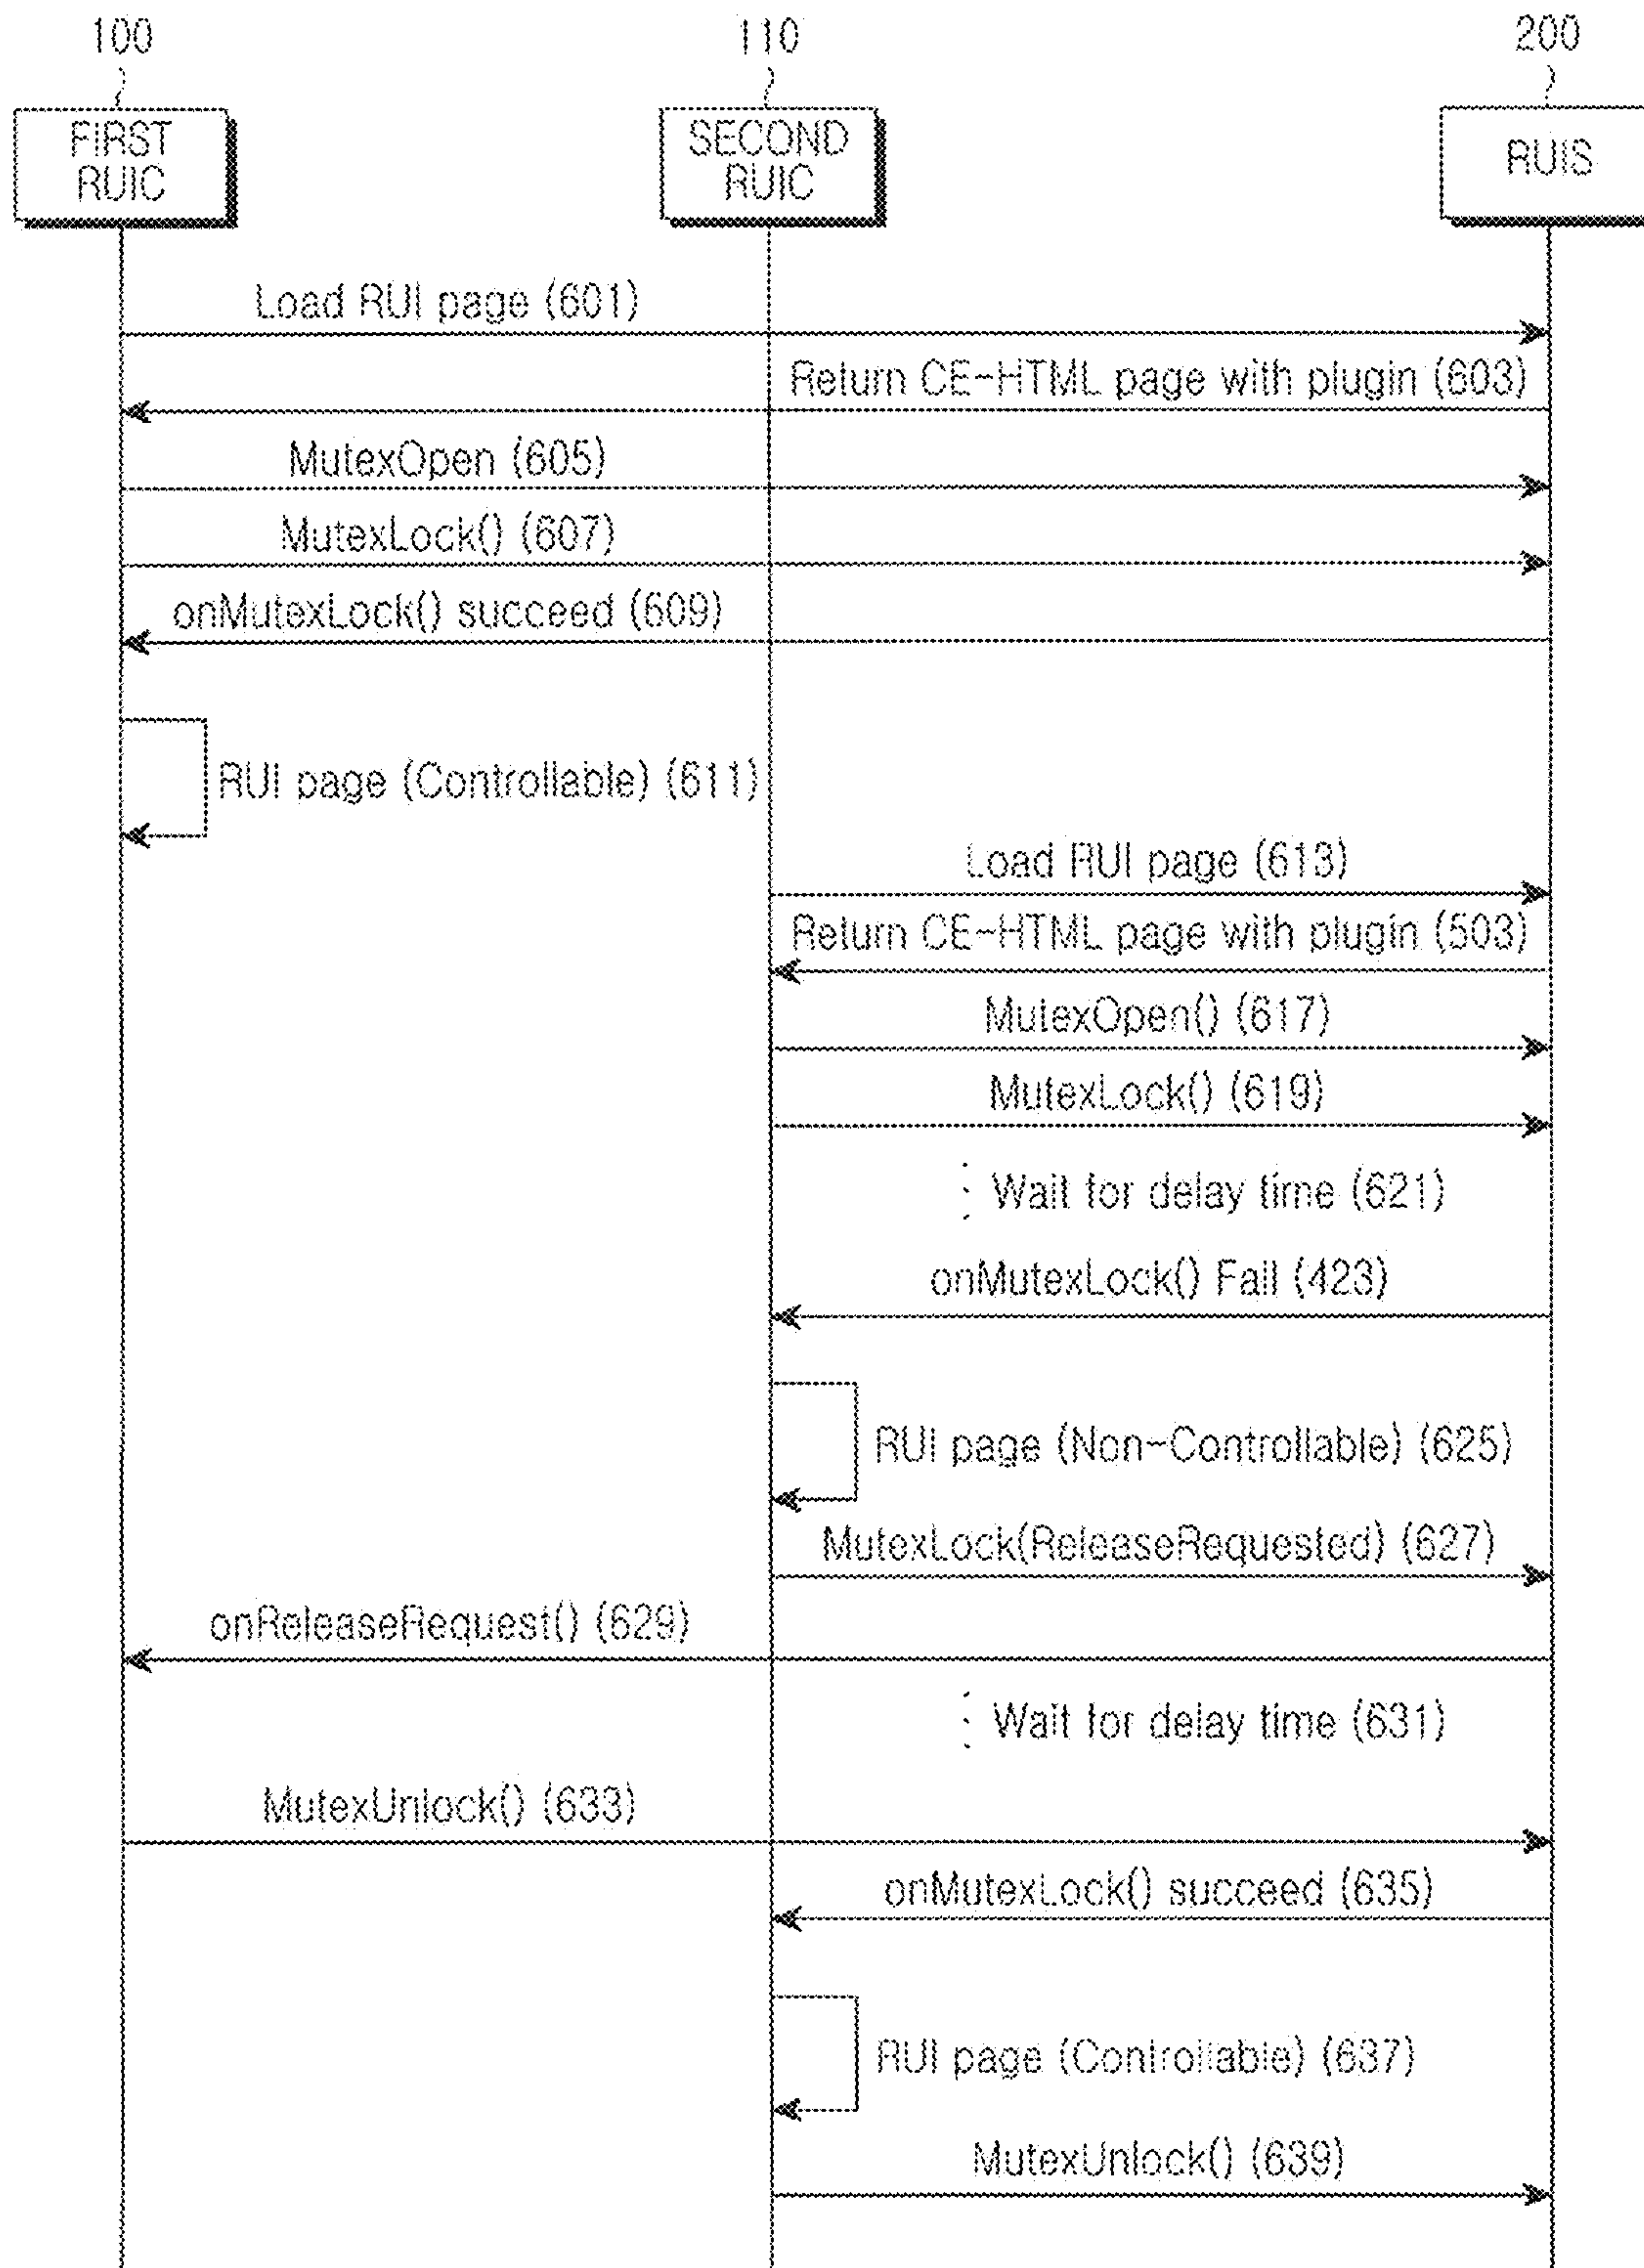 100
110
200
FIRST
RUIC
SECOND
RUIC
RUIS
Load RUI page (601)
Return CE-HTML page with plugin (603)
MutexOpen (605)
MutexLock() (607)
onMutexLock() succeed (609)
RUI page (Controllable) (611)
Load RUI page (613)
Return CE-HTML page with plugin (503)
MutexOpen() (617)
MutexLock() (619)
Wait for delay time (621)
onMutexLock() Fail (423)
RUI page (Non-Controllable) (625)
MutexLock(ReleaseRequested) (627)
onReleaseRequest() (629)
Wait for delay time (631)
MutexUnlock() (633)
onMutexLock() succeed (635)
RUI page (Controllable) (637)
MutexUnlock() (639)